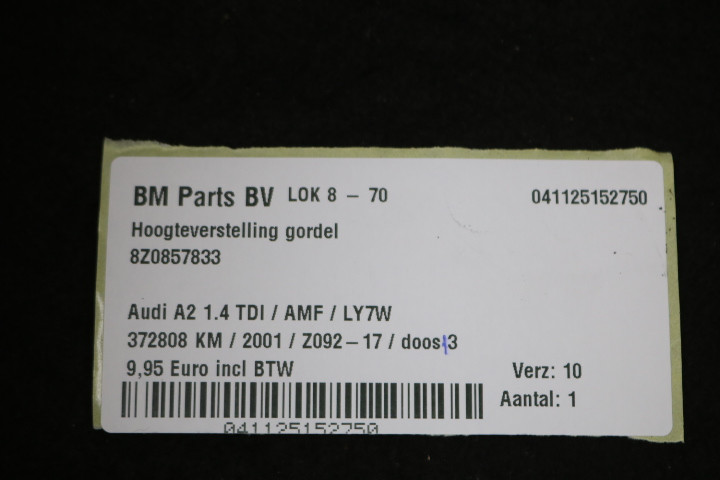 BM Parts BV LOK 8 - 70 041125152750
Hoogteverstelling gordel
8Z0857833
Audi A2 1.4 TDI / AMF / LY7W
372808 KM / 2001 / Z092-17 / doos 3
9,95 Euro incl BTW Verz: 10
Aantal: 1
041125152750